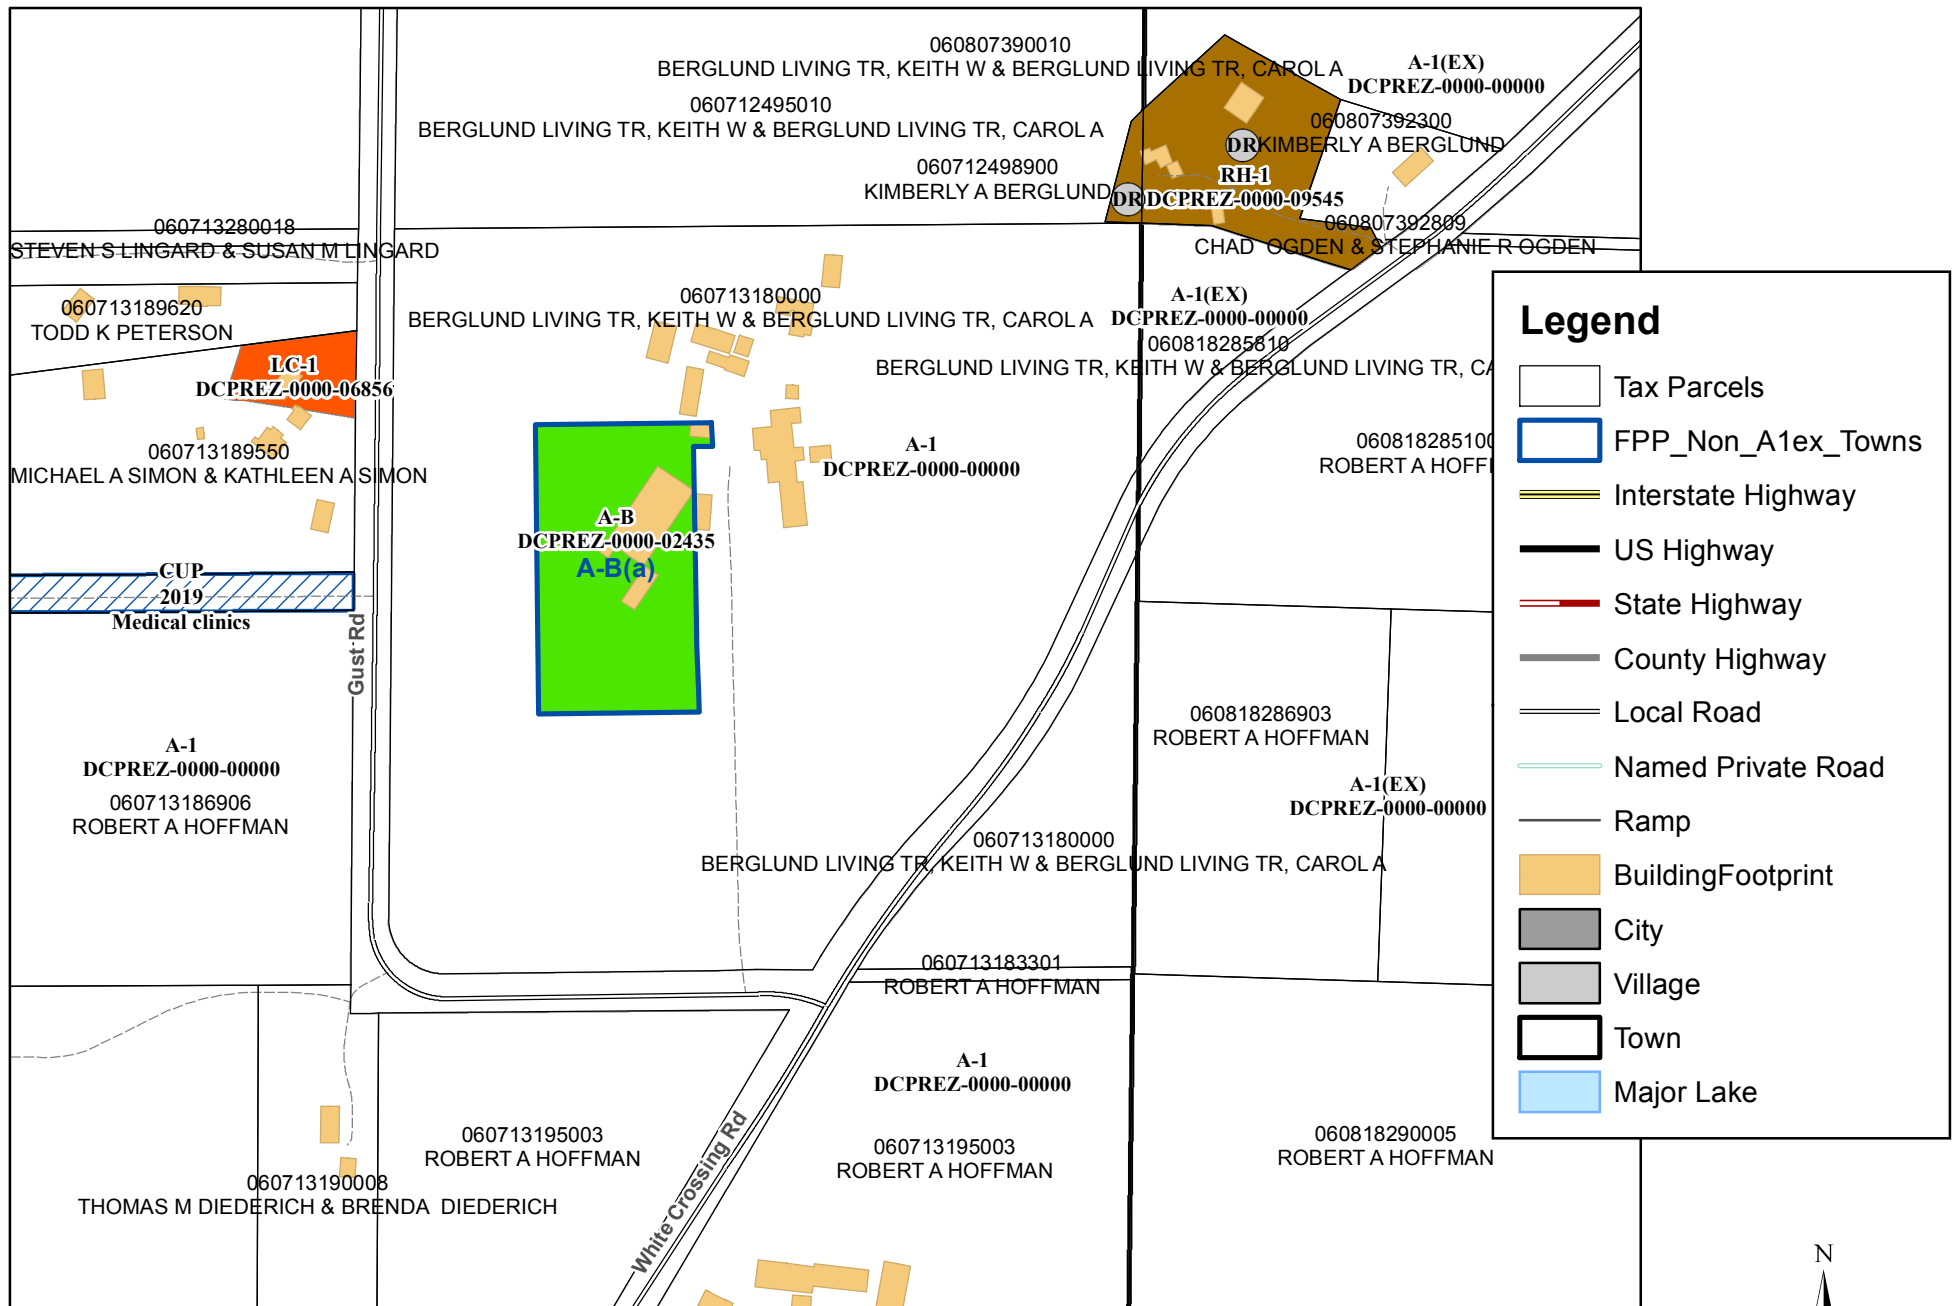 060807390010
BERGLUND LIVING TR, KEITH W & BERGLUND LIVING TR, CAROL A
A-1(EX)
DCPREZ-0000-00000
060712495010
BERGLUND LIVING TR, KEITH W & BERGLUND LIVING TR, CAROL A
060807392300
DR KIMBERLY A BERGLUND
060712498900
KIMBERLY A BERGLUND
RH-1
DR DCPREZ-0000-09545
060713280018
STEVEN S LINGARD & SUSAN M LINGARD
060807392809
CHAD OGDEN & STEPHANIE R OGDEN
060713189620
TODD K PETERSON
060713180000
BERGLUND LIVING TR, KEITH W & BERGLUND LIVING TR, CAROL A
A-1(EX)
DCPREZ-0000-00000
060818285810
BERGLUND LIVING TR, KEITH W & BERGLUND LIVING TR, CA
LC-1
DCPREZ-0000-06856
060713189550
MICHAEL A SIMON & KATHLEEN A SIMON
A-1
DCPREZ-0000-00000
060818285100
ROBERT A HOFF
A-B
DCPREZ-0000-02435
A-B(a)
CUP
2019
Medical clinics
Gust Rd
A-1
DCPREZ-0000-00000
060713186906
ROBERT A HOFFMAN
060818286903
ROBERT A HOFFMAN
A-1(EX)
DCPREZ-0000-00000
060713180000
BERGLUND LIVING TR, KEITH W & BERGLUND LIVING TR, CAROL A
060713183301
ROBERT A HOFFMAN
A-1
DCPREZ-0000-00000
060713195003
ROBERT A HOFFMAN
060713195003
ROBERT A HOFFMAN
060818290005
ROBERT A HOFFMAN
060713190008
THOMAS M DIEDERICH & BRENDA DIEDERICH
White Crossing Rd
Legend
Tax Parcels
FPP_Non_A1ex_Towns
Interstate Highway
US Highway
State Highway
County Highway
Local Road
Named Private Road
Ramp
BuildingFootprint
City
Village
Town
Major Lake
N